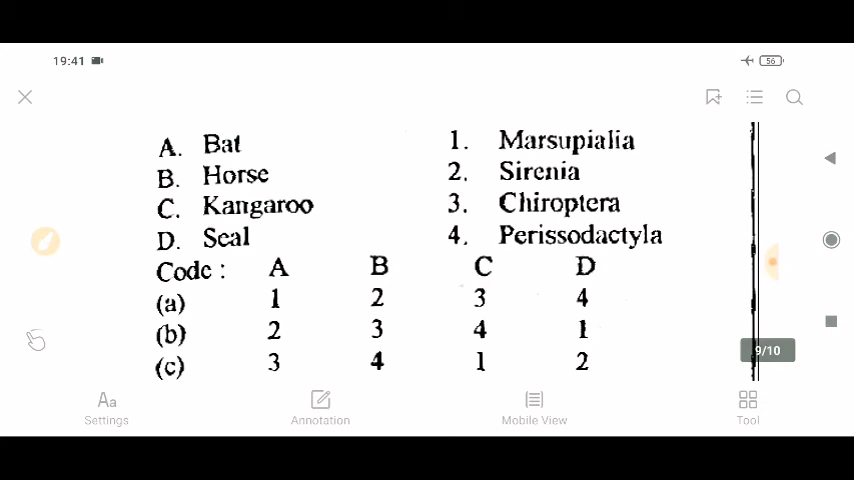 19:41 56
A. Bat 1. Marsupialia
B. Horse 2. Sirenia
C. Kangaroo 3. Chiroptera
D. Seal 4. Perissodactyla
Code : A B C D
(a) 1 2 3 4
(b) 2 3 4 1
(c) 3 4 1 2
9/10
Aa
Settings Annotation Mobile View Tool